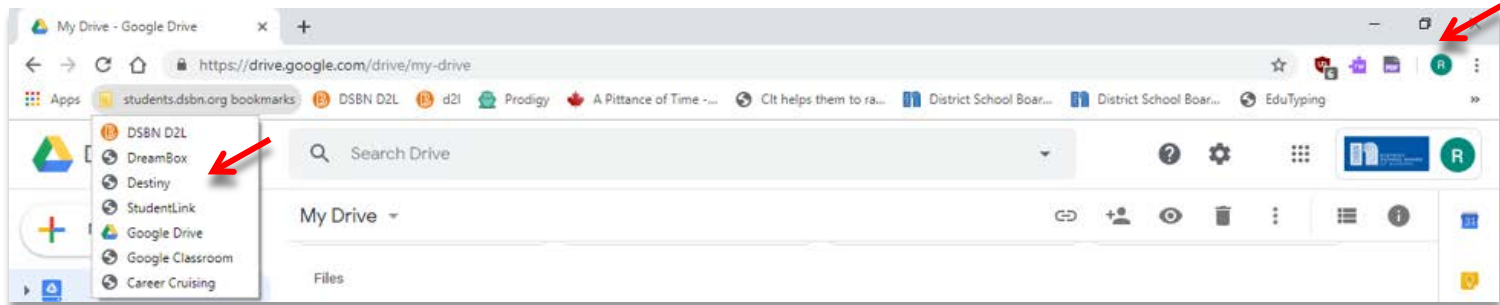 My Drive - Google Drive
https://drive.google.com/drive/my-drive
Apps students.dsbn.org bookmarks DSBN D2L d2l Prodigy A Pittance of Time -... CIt helps them to ra... District School Boar... District School Boar... EduTyping »
DSBN D2L
DreamBox
Destiny
StudentLink
Google Drive
Google Classroom
Career Cruising
Search Drive
R
R
My Drive
31
Files